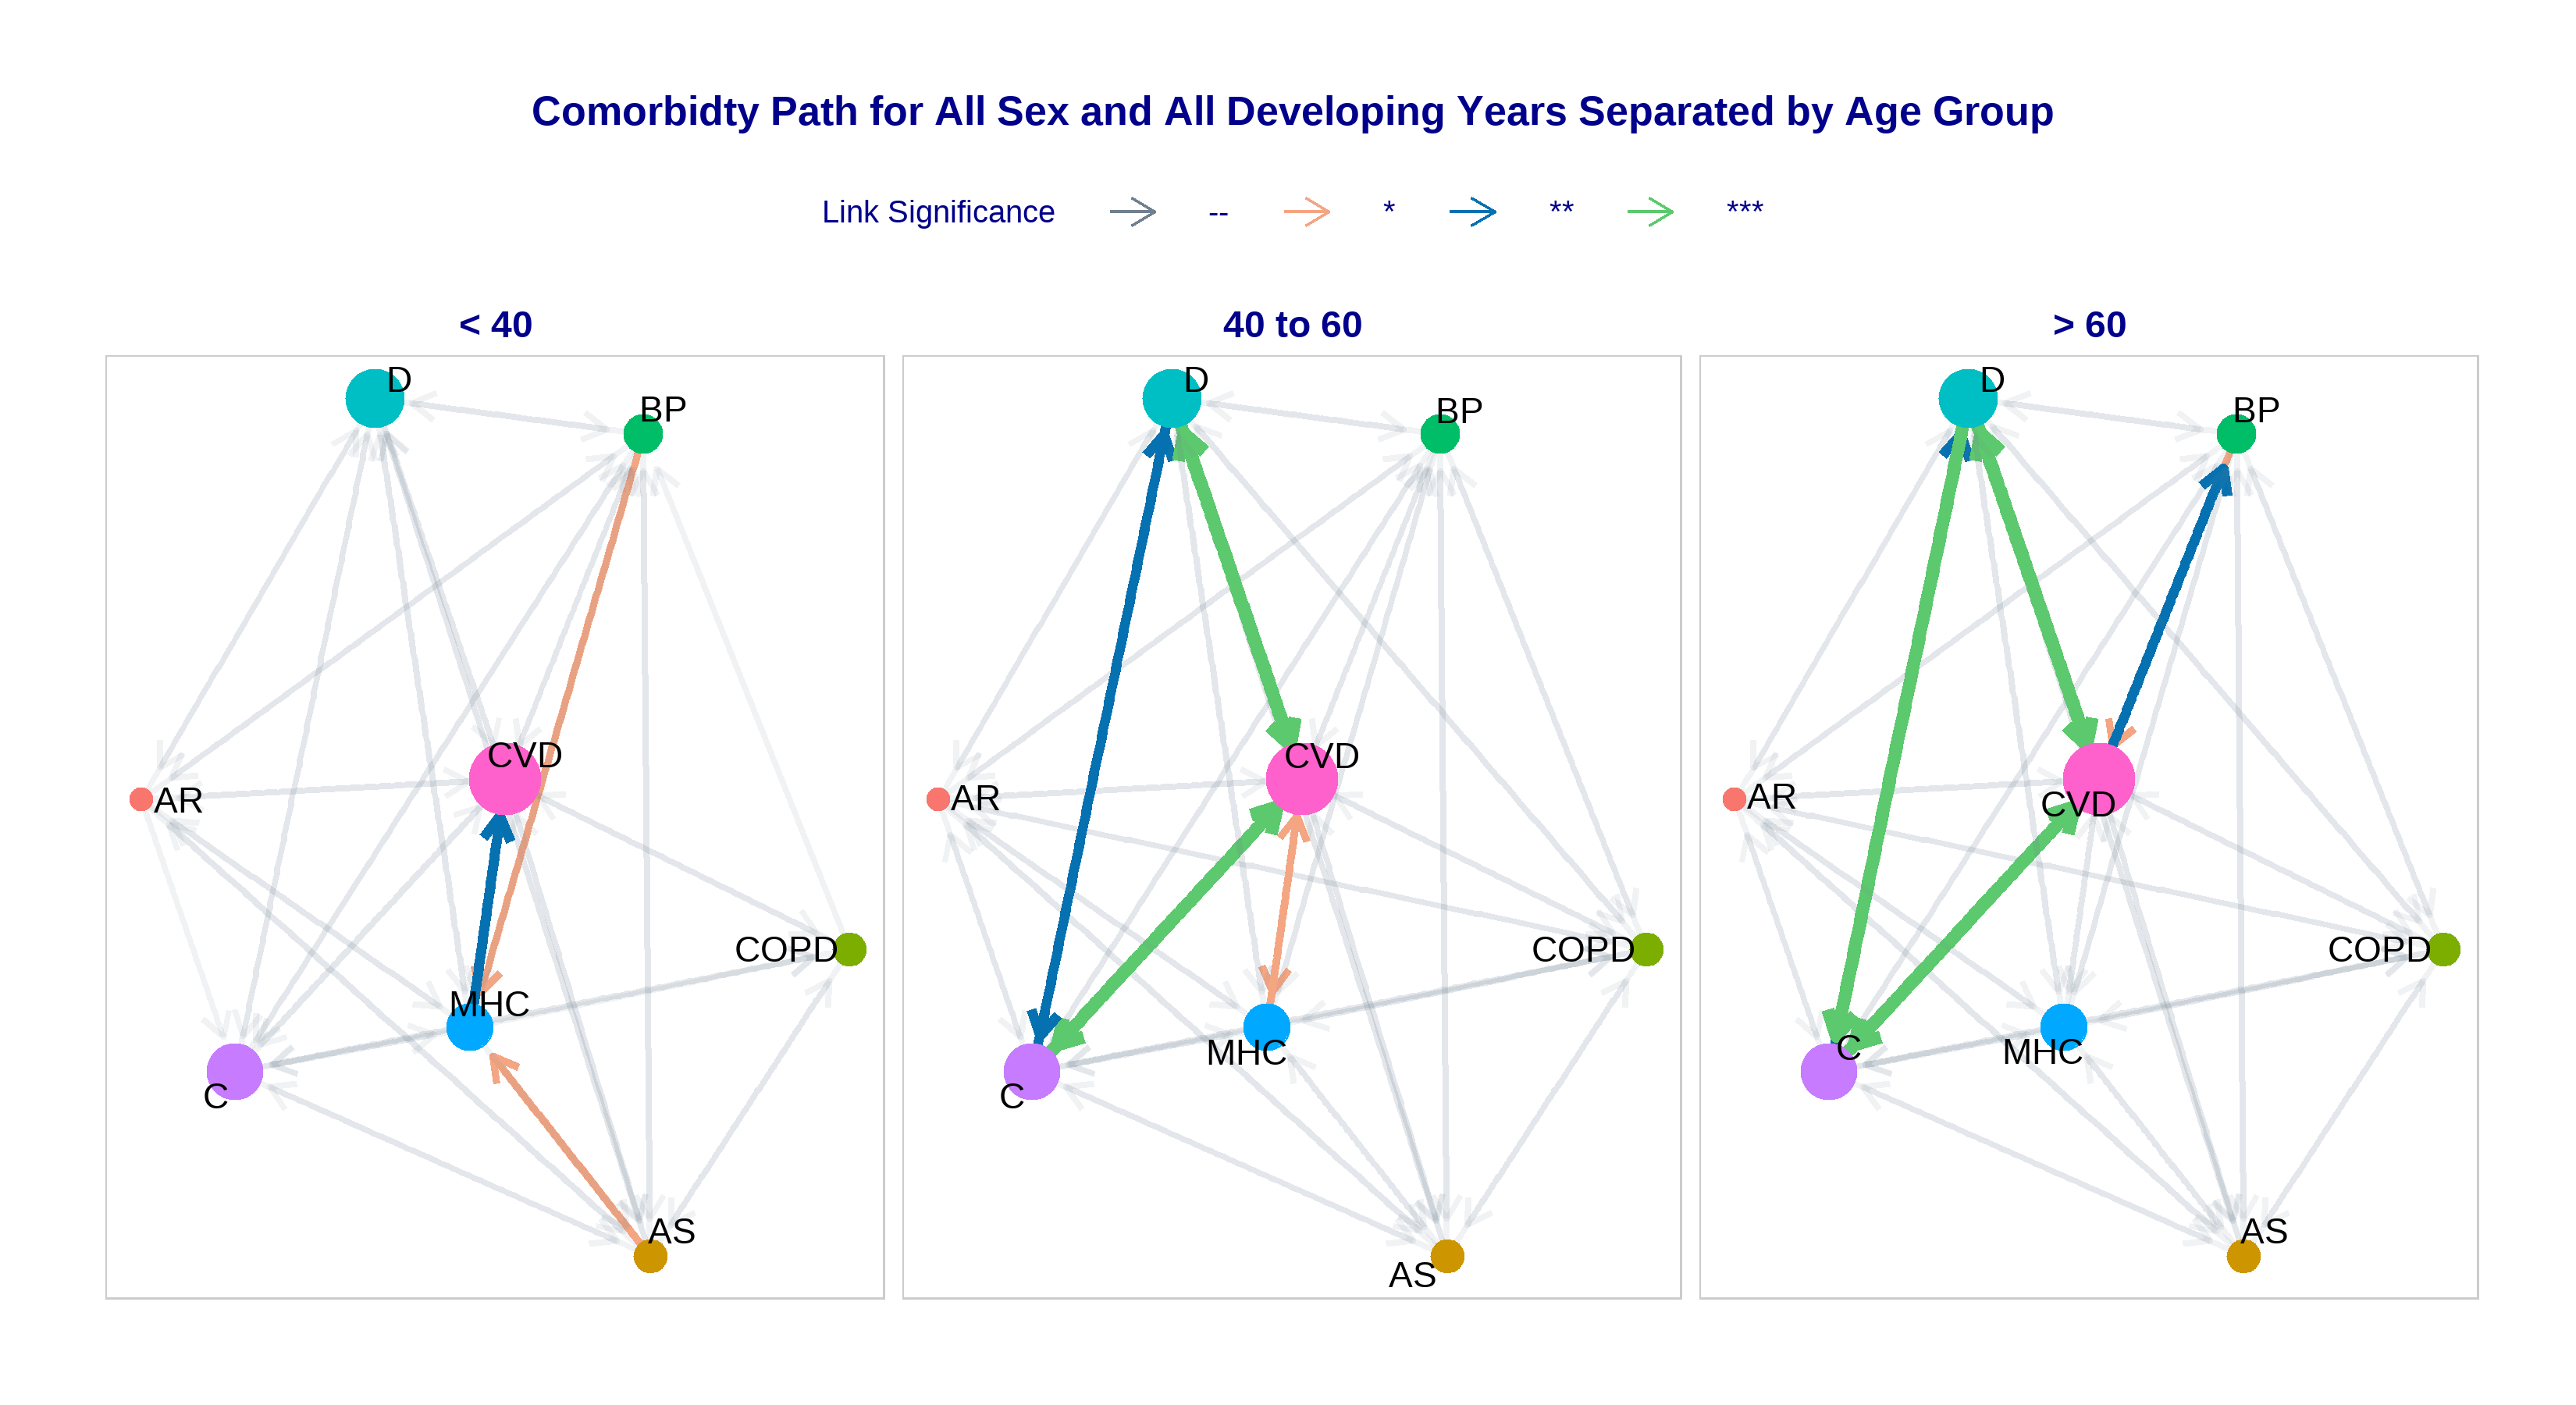 Comorbidty Path for All Sex and All Developing Years Separated by Age Group
Link Significance -- * ** ***
< 40
D
BP
CVD
AR
COPD
MHC
C
AS
40 to 60
D
BP
CVD
AR
COPD
MHC
C
AS
> 60
D
BP
AR
CVD
COPD
C
MHC
AS